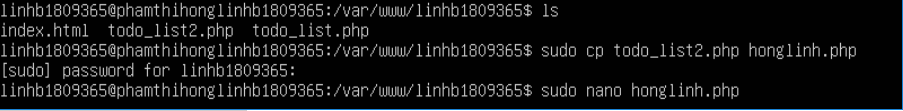 linhb1809365@phamthihonglinhb1809365:/var/www/linhb1809365$ ls
index.html  todo_list2.php  todo_list.php
linhb1809365@phamthihonglinhb1809365:/var/www/linhb1809365$ sudo cp todo_list2.php honglinh.php
[sudo] password for linhb1809365:
linhb1809365@phamthihonglinhb1809365:/var/www/linhb1809365$ sudo nano honglinh.php